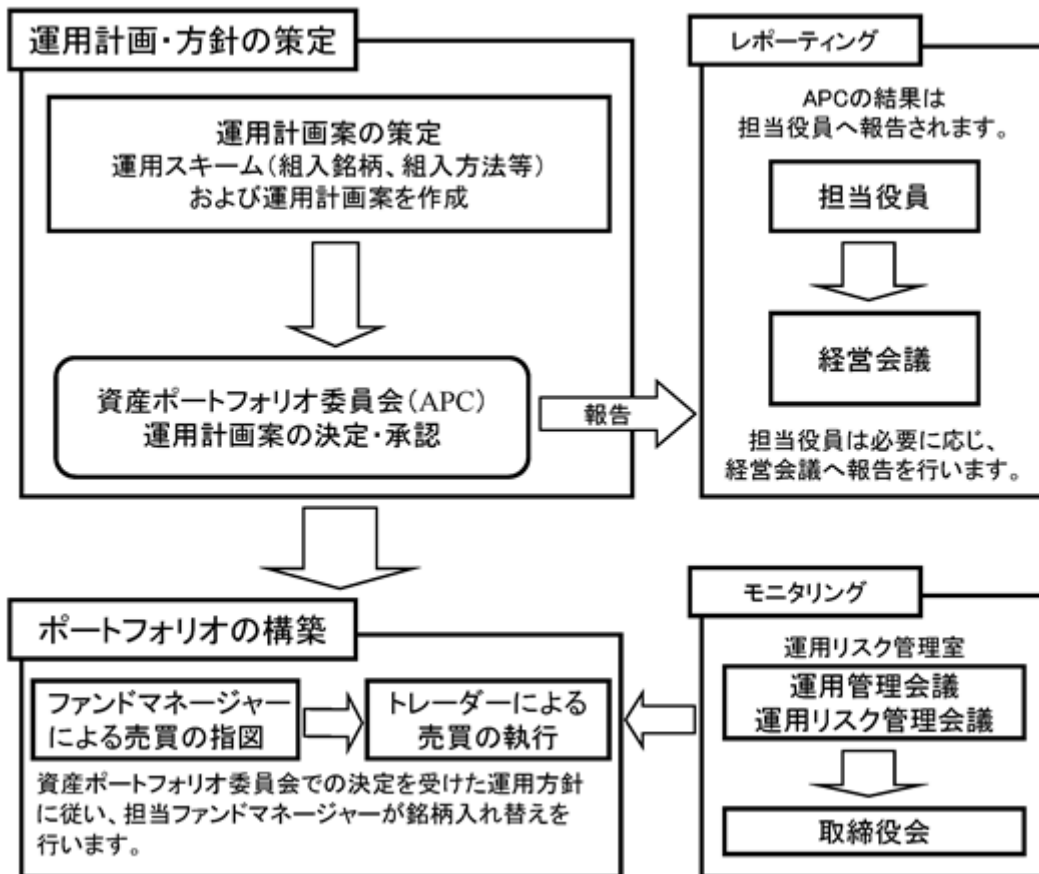 運用計画・方針の策定
運用計画案の策定
運用スキーム（組入銘柄、組入方法等）
および運用計画案を作成
資産ポートフォリオ委員会（APC）
運用計画案の決定・承認
報告
レポーティング
APCの結果は
担当役員へ報告されます。
担当役員
経営会議
担当役員は必要に応じ、
経営会議へ報告を行います。
ポートフォリオの構築
ファンドマネージャー
による売買の指図
トレーダーによる
売買の執行
資産ポートフォリオ委員会での決定を受けた運用方針
に従い、担当ファンドマネージャーが銘柄入れ替えを
行います。
モニタリング
運用リスク管理室
運用管理会議
運用リスク管理会議
取締役会